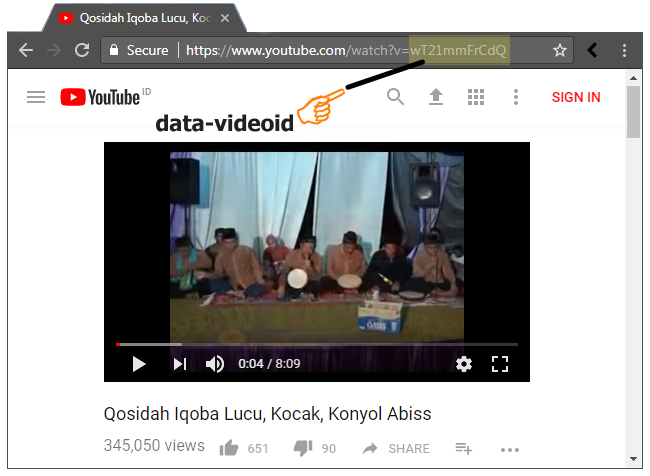 Qosidah Iqoba Lucu, Koc
Secure | https://www.youtube.com/watch?v=wT21mmFrCdQ
YouTube ID
SIGN IN
data-videoid
OASIS
0:04 / 8:09
Qosidah Iqoba Lucu, Kocak, Konyol Abiss
345,050 views 651 90 SHARE